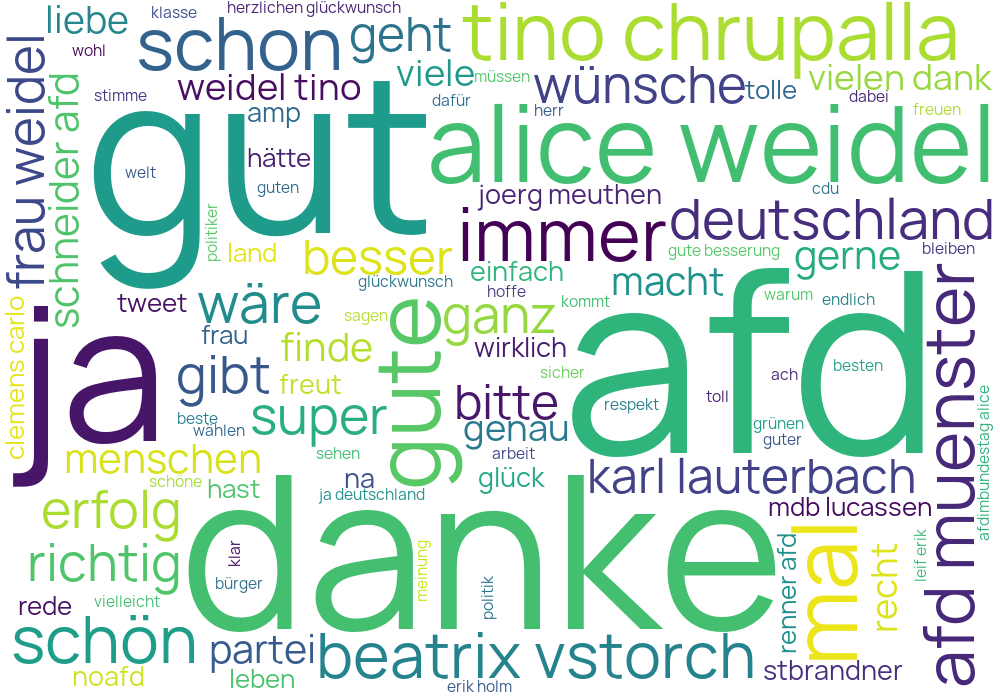 herzlichen glückwunsch
klasse
liebe
schon
geht
tino chrupalla
wohl
frau weidel
weidel tino
viele
müssen
wünsche
tolle
vielen dank
stimme
schneider afd
amp
dafür
herr
dabei
freuen
gut
alice weidel
hätte
welt
guten
joerg meuthen
cdu
politiker
immer
deutschland
land
besser
gute besserung
gerne
bleiben
einfach
macht
glückwunsch
hoffe
tweet
wäre
kommt
warum
endlich
clemens carlo
ja
sagen
ganz
gute
afd
afd muenster
frau
finde
wirklich
gibt
freut
sicher
besten
ach
beste
super
bitte
respekt
toll
wählen
genau
grünen
guter
afdimbundestag alice
menschen
sehen
arbeit
na
glück
karl lauterbach
schöne
hast
ja deutschland
mdb lucassen
erfolg
danke
mal
richtig
klar
meinung
renner afd
recht
leif erik
bürger
politik
rede
vielleicht
schön
partei
beatrix vstorch
stbrandner
noafd
leben
erik holm